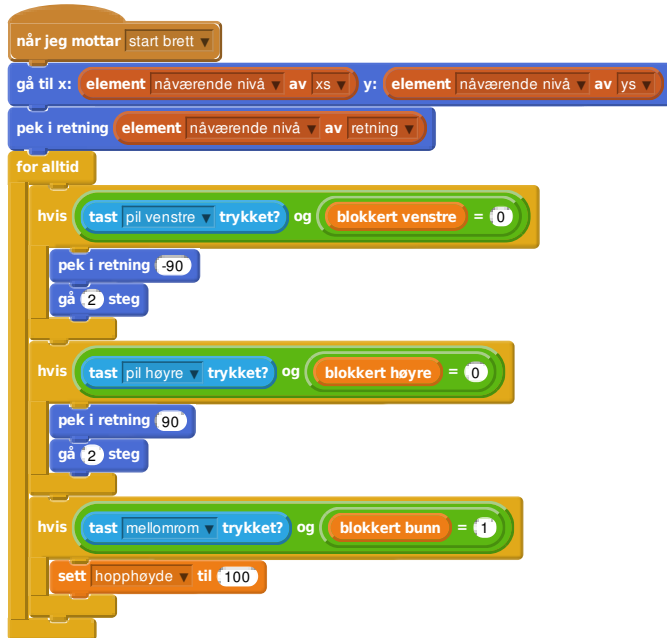 når jeg mottar start brett
gå til x: element nåværende nivå av xs y: element nåværende nivå av ys
pek i retning element nåværende nivå av retning
for alltid
hvis tast pil venstre trykket? og blokkert venstre = 0
pek i retning -90
gå 2 steg
hvis tast pil høyre trykket? og blokkert høyre = 0
pek i retning 90
gå 2 steg
hvis tast mellomrom trykket? og blokkert bunn = 1
sett hopphøyde til 100